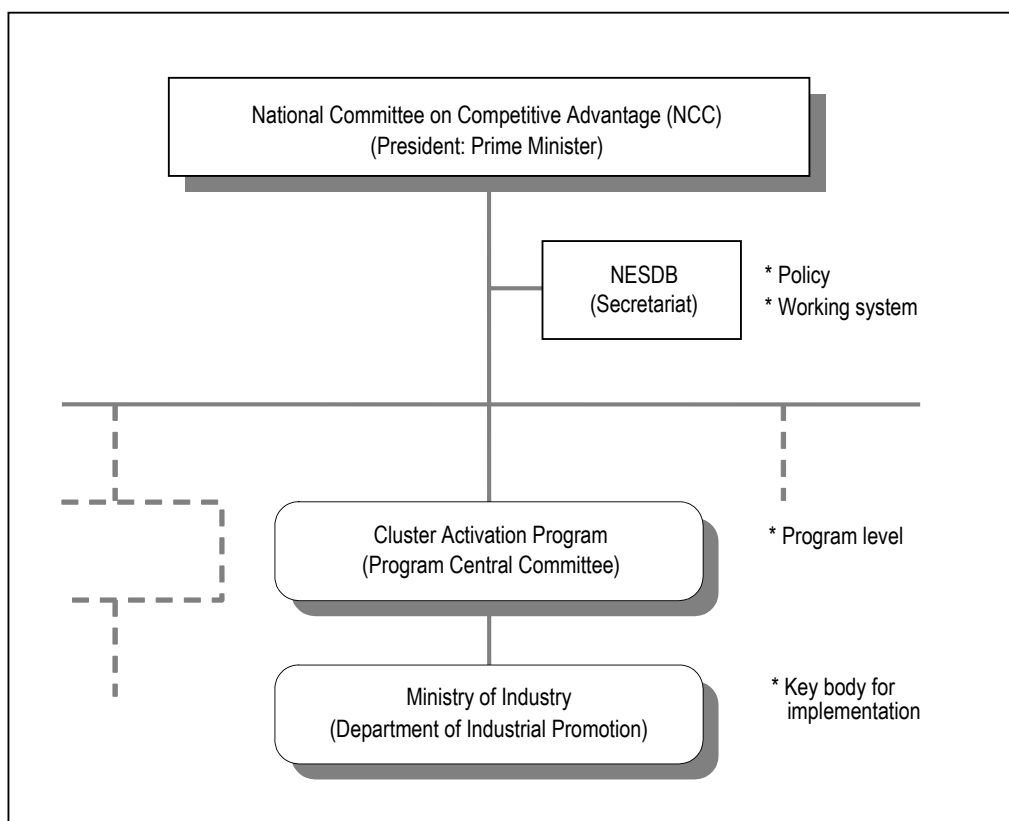 National Committee on Competitive Advantage (NCC)
(President: Prime Minister)
NESDB
(Secretariat)
* Policy
* Working system
Cluster Activation Program
(Program Central Committee)
* Program level
Ministry of Industry
(Department of Industrial Promotion)
* Key body for
implementation